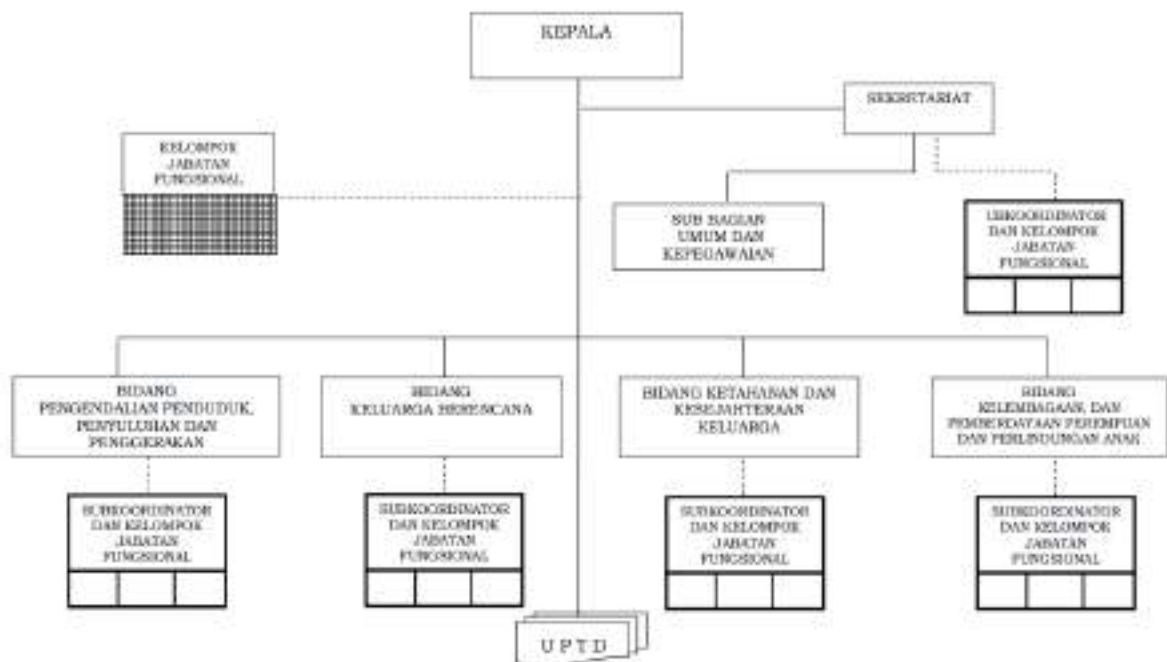 KEPALA
SEKRETARIAT
KELOMPOK
JABATAN
FUNGSIONAL
SUB BAGIAN
UMUM DAN
KEPEGAWAIAN
UBKOORDINATOR
DAN KELOMPOK
JABATAN
FUNGSIONAL
BIDANG
PENGENDALIAN PENDUDUK,
PENYULUHAN DAN
PENGGERAKAN
BIDANG
KELUARGA BERENCANA
BIDANG KETAHANAN DAN
KESEJAHTERAAN
KELUARGA
BIDANG
KELEMBAGAAN, DAN
PEMBERDAYAAN PEREMPUAN
DAN PERLINDUNGAN ANAK
SUBKOORDINATOR
DAN KELOMPOK
JABATAN
FUNGSIONAL
SUBKOORDINATOR
DAN KELOMPOK
JABATAN
FUNGSIONAL
SUBKOORDINATOR
DAN KELOMPOK
JABATAN
FUNGSIONAL
SUBKOORDINATOR
DAN KELOMPOK
JABATAN
FUNGSIONAL
U P T D